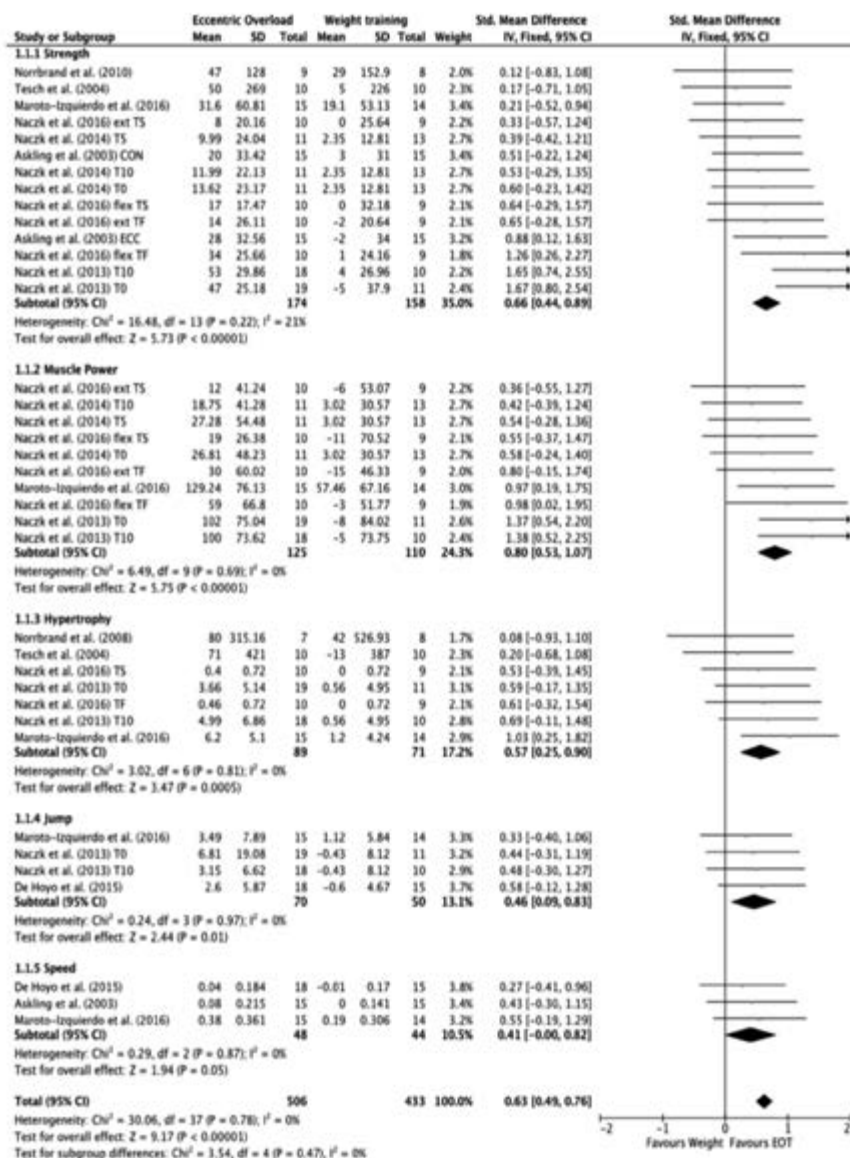 Eccentric Overload Weight training Std. Mean Difference Std. Mean Difference
Study or Subgroup Mean SD Total Mean SD Total Weight IV, Fixed, 95% CI IV, Fixed, 95% CI
1.1.1 Strength
Norrbrand et al. (2010) 47 128 9 29 152.9 8 2.0% 0.12 [-0.83, 1.08]
Tesch et al. (2004) 50 269 10 5 226 10 2.4% 0.17 [-0.71, 1.05]
Maroto-Izquierdo et al. (2016) 31.6 60.81 15 19.1 53.13 14 3.4% 0.21 [-0.52, 0.94]
Naczk et al. (2016) ext TS 8 20.16 10 0 25.64 9 2.2% 0.33 [-0.57, 1.24]
Naczk et al. (2014) T5 9.99 24.04 11 2.35 12.81 13 2.7% 0.39 [-0.42, 1.21]
Askling et al. (2003) CON 20 33.42 15 3 31 15 3.4% 0.51 [-0.22, 1.24]
Naczk et al. (2014) T10 11.99 22.13 11 2.35 12.81 13 2.7% 0.53 [-0.29, 1.35]
Naczk et al. (2014) T0 13.62 23.17 11 2.35 12.81 13 2.7% 0.60 [-0.23, 1.42]
Naczk et al. (2016) flex TS 17 17.47 10 0 32.18 9 2.1% 0.64 [-0.29, 1.57]
Naczk et al. (2016) ext TF 14 26.11 10 -2 20.64 9 2.1% 0.65 [-0.28, 1.57]
Askling et al. (2003) ECC 28 32.56 15 -2 34 15 3.2% 0.88 [0.12, 1.63]
Naczk et al. (2016) flex TF 34 25.66 10 1 24.16 9 1.8% 1.26 [0.26, 2.27]
Naczk et al. (2013) T10 53 29.86 18 4 26.96 10 2.2% 1.65 [0.74, 2.55]
Naczk et al. (2013) T0 47 25.18 19 -5 37.9 11 2.4% 1.67 [0.80, 2.54]
Subtotal (95% CI) 174 158 35.0% 0.66 [0.44, 0.89]
Heterogeneity: Chi² = 16.48, df = 13 (P = 0.22); I² = 21%
Test for overall effect: Z = 5.73 (P < 0.00001)
1.1.2 Muscle Power
Naczk et al. (2016) ext TS 12 41.24 10 -6 53.07 9 2.2% 0.36 [-0.55, 1.27]
Naczk et al. (2014) T10 18.75 41.28 11 3.02 30.57 13 2.7% 0.42 [-0.39, 1.24]
Naczk et al. (2014) T5 27.28 54.48 11 3.02 30.57 13 2.7% 0.54 [-0.28, 1.36]
Naczk et al. (2016) flex TS 19 26.38 10 -11 70.52 9 2.1% 0.55 [-0.37, 1.47]
Naczk et al. (2014) T0 26.81 48.23 11 3.02 30.57 13 2.7% 0.58 [-0.24, 1.40]
Naczk et al. (2016) ext TF 30 60.02 10 -15 46.33 9 2.0% 0.80 [-0.15, 1.74]
Maroto-Izquierdo et al. (2016) 129.24 76.13 15 57.46 67.16 14 3.0% 0.97 [0.19, 1.75]
Naczk et al. (2016) flex TF 59 66.8 10 -3 51.77 9 1.9% 0.98 [0.02, 1.95]
Naczk et al. (2013) T0 102 75.04 19 -8 84.02 11 2.6% 1.37 [0.54, 2.20]
Naczk et al. (2013) T10 100 73.62 18 -5 73.75 10 2.4% 1.38 [0.52, 2.25]
Subtotal (95% CI) 125 110 24.3% 0.80 [0.53, 1.07]
Heterogeneity: Chi² = 6.49, df = 9 (P = 0.69); I² = 0%
Test for overall effect: Z = 5.75 (P < 0.00001)
1.1.3 Hypertrophy
Norrbrand et al. (2008) 80 315.16 7 42 526.93 8 1.7% 0.08 [-0.93, 1.10]
Tesch et al. (2004) 71 421 10 -13 387 10 2.3% 0.20 [-0.68, 1.08]
Naczk et al. (2016) TS 0.4 0.72 10 0 0.72 9 2.1% 0.53 [-0.39, 1.45]
Naczk et al. (2013) T0 3.66 5.14 19 0.56 4.95 11 3.1% 0.59 [-0.17, 1.35]
Naczk et al. (2016) TF 0.46 0.72 10 0 0.72 9 2.1% 0.61 [-0.32, 1.54]
Naczk et al. (2013) T10 4.99 6.86 18 0.56 4.95 10 2.9% 0.69 [-0.11, 1.48]
Maroto-Izquierdo et al. (2016) 6.2 5.1 15 1.2 4.24 14 2.9% 1.03 [0.25, 1.82]
Subtotal (95% CI) 89 71 17.2% 0.57 [0.25, 0.90]
Heterogeneity: Chi² = 3.02, df = 6 (P = 0.81); I² = 0%
Test for overall effect: Z = 3.47 (P = 0.0005)
1.1.4 Jump
Maroto-Izquierdo et al. (2016) 3.49 7.89 15 1.12 5.84 14 3.3% 0.33 [-0.40, 1.06]
Naczk et al. (2013) T0 6.81 19.08 19 -0.43 8.12 11 3.1% 0.44 [-0.31, 1.19]
Naczk et al. (2013) T10 3.15 6.62 18 -0.43 8.12 10 2.9% 0.48 [-0.30, 1.27]
De Hoyo et al. (2015) 2.6 5.87 18 -0.6 4.67 15 3.7% 0.58 [-0.12, 1.28]
Subtotal (95% CI) 70 50 13.1% 0.46 [0.09, 0.83]
Heterogeneity: Chi² = 0.24, df = 3 (P = 0.97); I² = 0%
Test for overall effect: Z = 2.44 (P = 0.01)
1.1.5 Speed
De Hoyo et al. (2015) 0.04 0.184 18 -0.01 0.17 15 3.8% 0.27 [-0.41, 0.96]
Askling et al. (2003) 0.08 0.215 15 0 0.141 15 3.4% 0.43 [-0.30, 1.15]
Maroto-Izquierdo et al. (2016) 0.38 0.361 15 0.19 0.306 14 3.2% 0.55 [-0.19, 1.29]
Subtotal (95% CI) 48 44 10.5% 0.41 [-0.00, 0.82]
Heterogeneity: Chi² = 0.29, df = 2 (P = 0.87); I² = 0%
Test for overall effect: Z = 1.94 (P = 0.05)
Total (95% CI) 506 433 100.0% 0.63 [0.49, 0.76]
Heterogeneity: Chi² = 30.06, df = 37 (P = 0.78); I² = 0%
Test for overall effect: Z = 9.17 (P < 0.00001)
Test for subgroup differences: Chi² = 3.54, df = 4 (P = 0.47), I² = 0%
-2 -1 0 1 2
Favours Weight Favours EOT